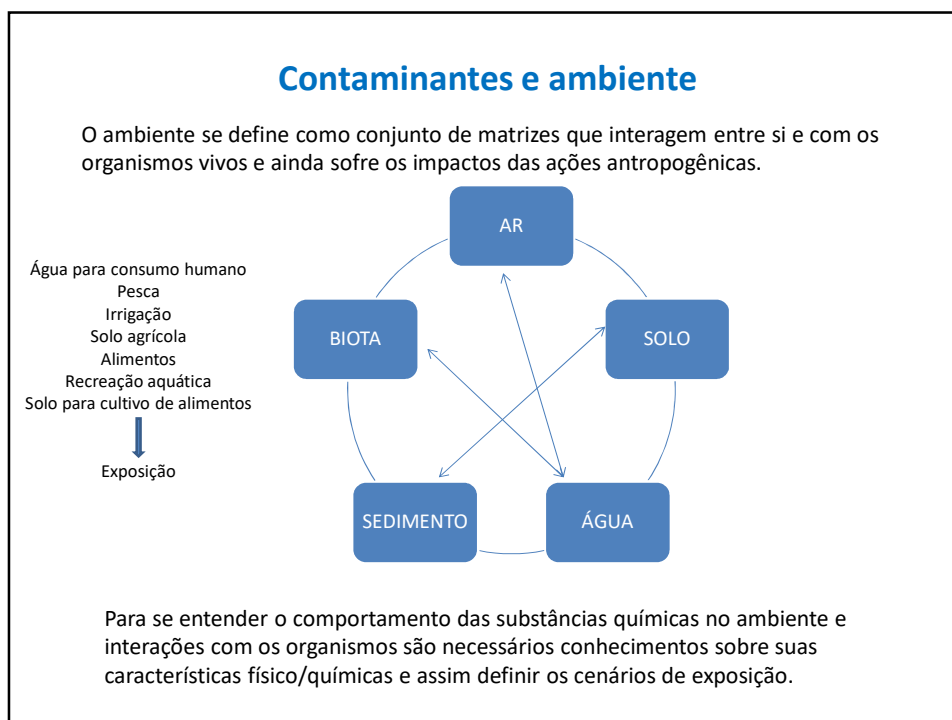 Contaminantes e ambiente
O ambiente se define como conjunto de matrizes que interagem entre si e com os
organismos vivos e ainda sofre os impactos das ações antropogênicas.
AR
Água para consumo humano
Pesca
Irrigação
Solo agrícola
Alimentos
Recreação aquática
Solo para cultivo de alimentos
Exposição
BIOTA
SOLO
SEDIMENTO
ÁGUA
Para se entender o comportamento das substâncias químicas no ambiente e
interações com os organismos são necessários conhecimentos sobre suas
características físico/químicas e assim definir os cenários de exposição.